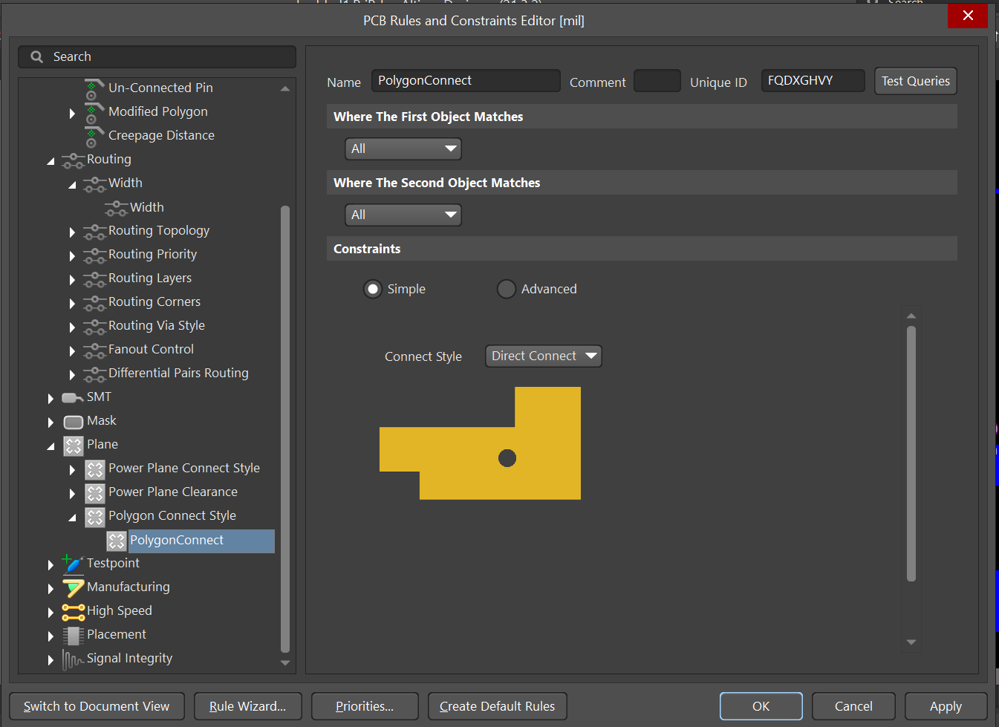 PCB Rules and Constraints Editor [mil]
Search
Un-Connected Pin
Modified Polygon
Creepage Distance
Routing
Width
Width
Routing Topology
Routing Priority
Routing Layers
Routing Corners
Routing Via Style
Fanout Control
Differential Pairs Routing
SMT
Mask
Plane
Power Plane Connect Style
Power Plane Clearance
Polygon Connect Style
PolygonConnect
Testpoint
Manufacturing
High Speed
Placement
Signal Integrity
Name PolygonConnect Comment Unique ID FQDXGHVY Test Queries
Where The First Object Matches
All
Where The Second Object Matches
All
Constraints
Simple Advanced
Connect Style Direct Connect
Switch to Document View Rule Wizard... Priorities... Create Default Rules OK Cancel Apply